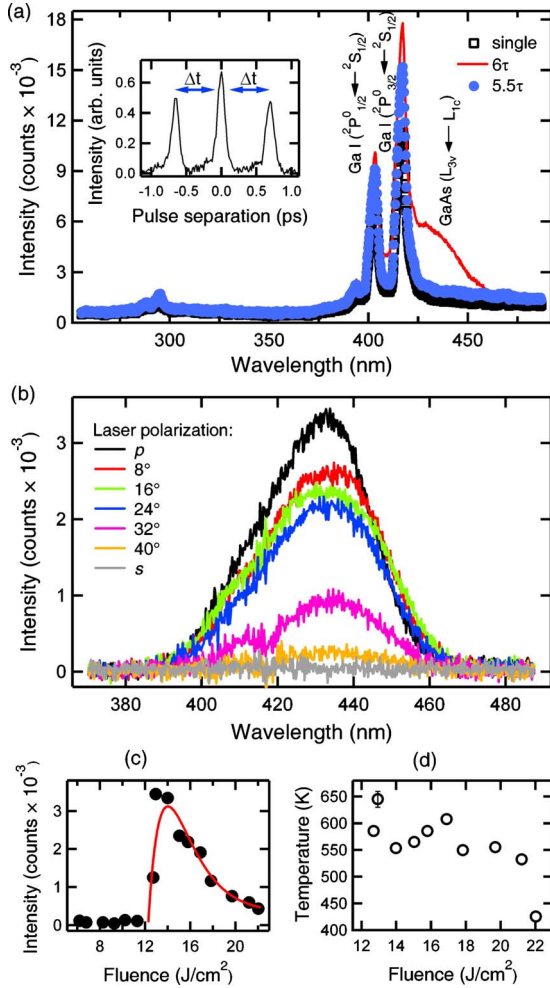 (a)
Intensity (counts × 10⁻³)
18
15
12
9
6
3
0
Intensity (arb. units)
0.6
0.4
0.2
0.0
Δt
Δt
-1.0
-0.5
0.0
0.5
1.0
Pulse separation (ps)
Ga I (²P⁰₁/₂ → ²S₁/₂)
Ga I (²P⁰₃/₂ → ²S₁/₂)
GaAs (L₃ᵥ → L₁c)
single
6τ
5.5τ
300
350
400
450
Wavelength (nm)
(b)
Intensity (counts × 10⁻³)
3
2
1
0
Laser polarization:
p
8°
16°
24°
32°
40°
s
380
400
420
440
460
480
Wavelength (nm)
(c)
Intensity (counts × 10⁻³)
4
3
2
1
0
8
12
16
20
Fluence (J/cm²)
(d)
Temperature (K)
700
650
600
550
500
450
400
12
14
16
18
20
22
Fluence (J/cm²)